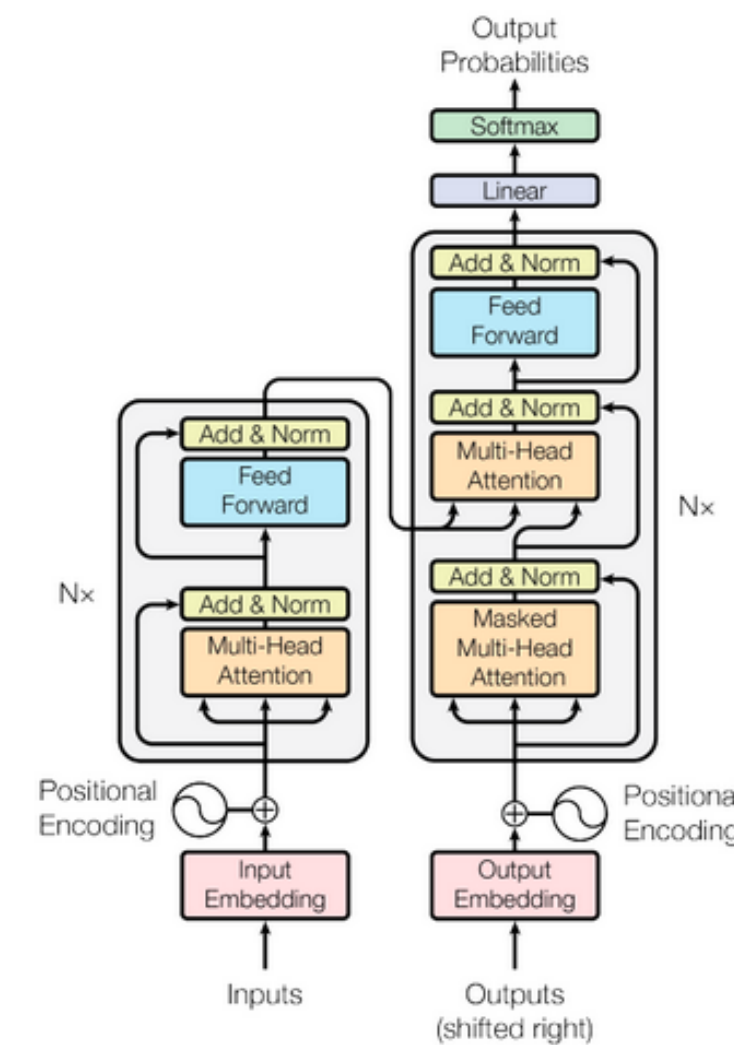 Output
Probabilities
Softmax
Linear
Add & Norm
Feed
Forward
Add & Norm
Multi-Head
Attention
Nx
Add & Norm
Masked
Multi-Head
Attention
Add & Norm
Feed
Forward
Nx
Add & Norm
Multi-Head
Attention
Positional
Encoding
Positiona
Encoding
Input
Embedding
Output
Embedding
Inputs
Outputs
(shifted right)